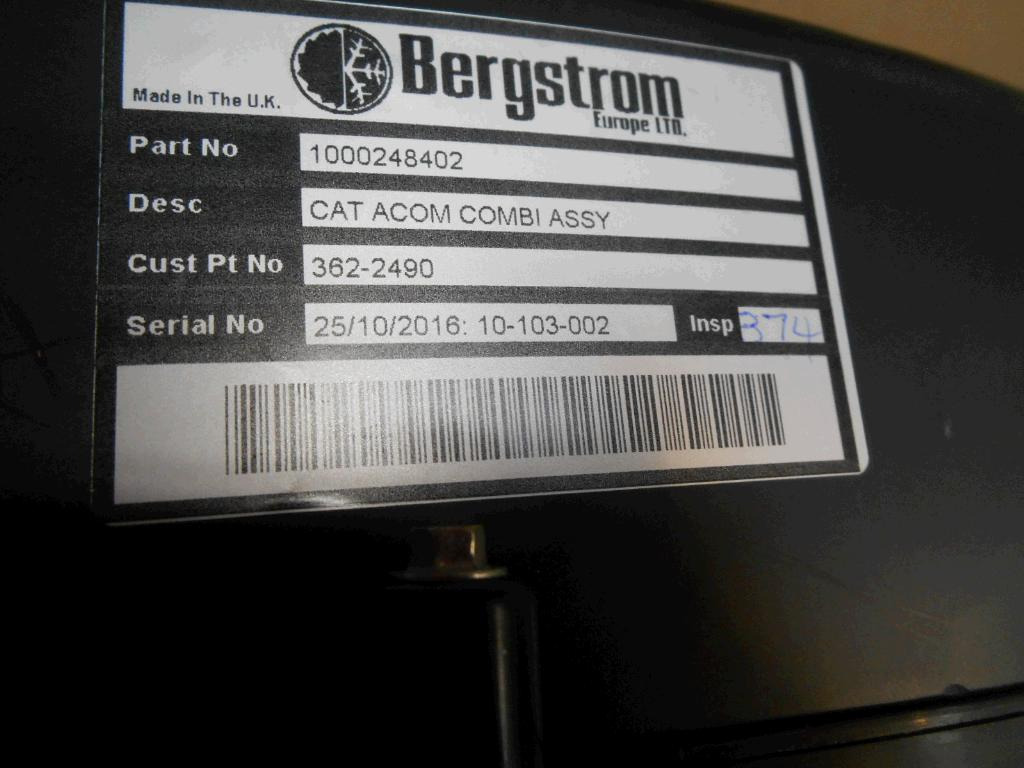 Bergstrom
Europe LTD.
Made In The U.K.
Part No 1000248402
Desc CAT ACOM COMBI ASSY
Cust Pt No 362-2490
Serial No 25/10/2016: 10-103-002 Insp 374